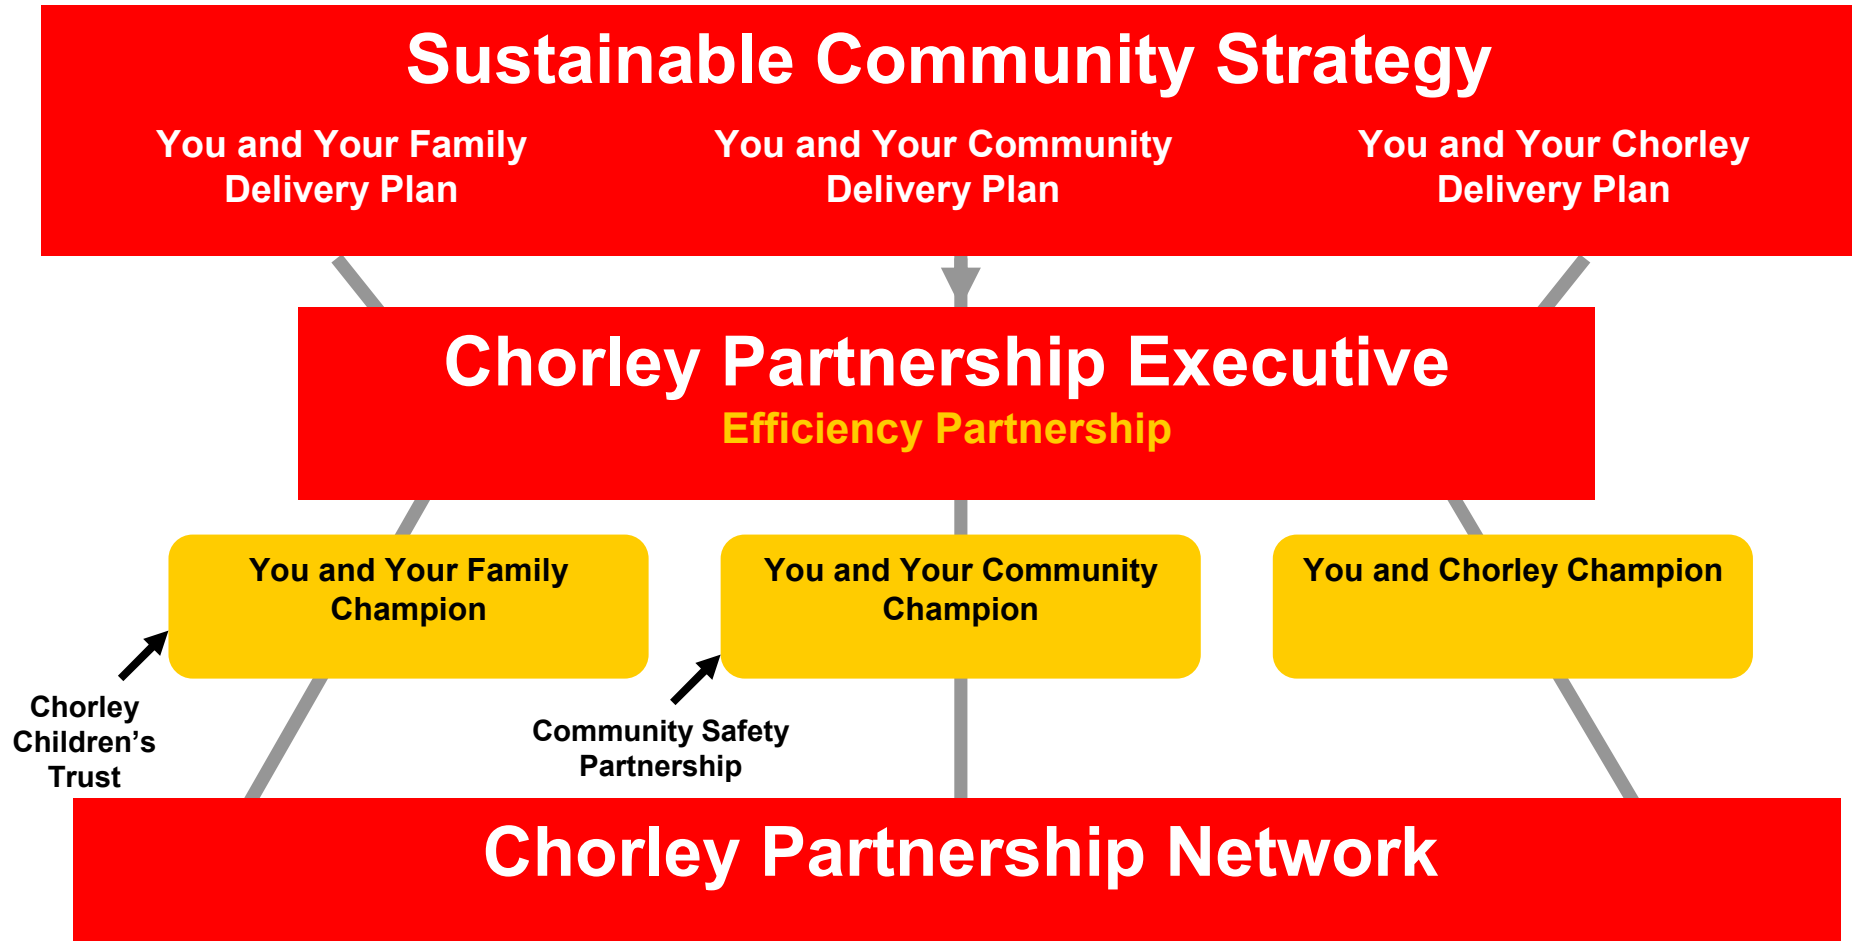 Sustainable Community Strategy
You and Your Family
Delivery Plan
You and Your Community
Delivery Plan
You and Your Chorley
Delivery Plan
Chorley Partnership Executive
Efficiency Partnership
You and Your Family
Champion
You and Your Community
Champion
You and Chorley Champion
Chorley
Children’s
Trust
Community Safety
Partnership
Chorley Partnership Network